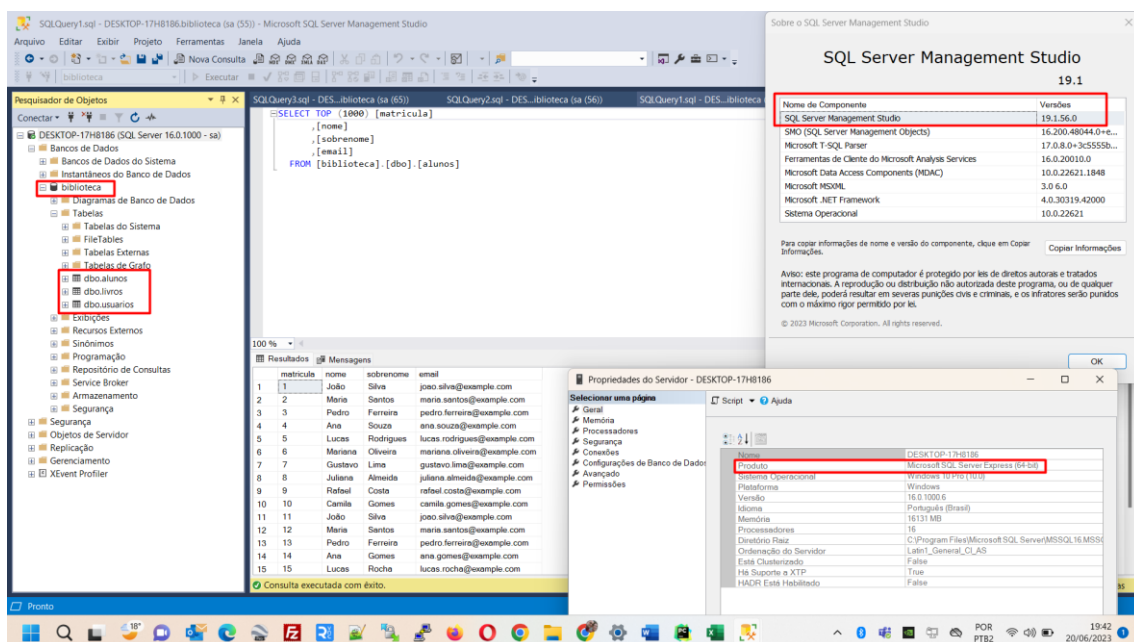 SQLQuery1.sql - DESKTOP-17H8186.biblioteca (sa (55)) - Microsoft SQL Server Management Studio
Arquivo Editar Exibir Projeto Ferramentas Janela Ajuda
Nova Consulta
biblioteca Executar
Pesquisador de Objetos
Conectar
DESKTOP-17H8186 (SQL Server 16.0.1000 - sa)
Bancos de Dados
Bancos de Dados do Sistema
Instantâneos do Banco de Dados
biblioteca
Diagramas de Banco de Dados
Tabelas
Tabelas do Sistema
FileTables
Tabelas Externas
Tabelas de Grafo
dbo.alunos
dbo.livros
dbo.usuarios
Exibições
Recursos Externos
Sinônimos
Programação
Repositório de Consultas
Service Broker
Armazenamento
Segurança
Segurança
Objetos de Servidor
Replicação
Gerenciamento
XEvent Profiler
SQLQuery3.sql - DES...iblioteca (sa (65)) SQLQuery2.sql - DES...iblioteca (sa (56)) SQLQuery1.sql - DES...iblioteca
SELECT TOP (1000) [matricula]
,[nome]
,[sobrenome]
,[email]
FROM [biblioteca].[dbo].[alunos]
100 %
Resultados Mensagens
matricula nome sobrenome email
1 1 João Silva joao.silva@example.com
2 2 Maria Santos maria.santos@example.com
3 3 Pedro Ferreira pedro.ferreira@example.com
4 4 Ana Souza ana.souza@example.com
5 5 Lucas Rodrigues lucas.rodrigues@example.com
6 6 Mariana Oliveira mariana.oliveira@example.com
7 7 Gustavo Lima gustavo.lima@example.com
8 8 Juliana Almeida juliana.almeida@example.com
9 9 Rafael Costa rafael.costa@example.com
10 10 Camila Gomes camila.gomes@example.com
11 11 João Silva joao.silva@example.com
12 12 Maria Santos maria.santos@example.com
13 13 Pedro Ferreira pedro.ferreira@example.com
14 14 Ana Gomes ana.gomes@example.com
15 15 Lucas Rocha lucas.rocha@example.com
Consulta executada com êxito.
Pronto
Sobre o SQL Server Management Studio
SQL Server Management Studio
19.1
Nome de Componente Versões
SQL Server Management Studio 19.1.56.0
SMO (SQL Server Management Objects) 16.200.48044.0+e...
Microsoft T-SQL Parser 17.0.8.0+3c5555b...
Ferramentas de Cliente do Microsoft Analysis Services 16.0.20010.0
Microsoft Data Access Components (MDAC) 10.0.22621.1848
Microsoft MSXML 3.0 6.0
Microsoft .NET Framework 4.0.30319.42000
Sistema Operacional 10.0.22621
Para copiar informações de nome e versão do componente, clique em Copiar
Informações.
Copiar Informações
Aviso: este programa de computador é protegido por leis de direitos autorais e tratados
internacionais. A reprodução ou distribuição não autorizada deste programa, ou de qualquer
parte dele, poderá resultar em severas punições civis e criminais, e os infratores serão punidos
com o máximo rigor permitido por lei.
© 2023 Microsoft Corporation. All rights reserved.
OK
Propriedades do Servidor - DESKTOP-17H8186
Selecionar uma página
Geral
Memória
Processadores
Segurança
Conexões
Configurações de Banco de Dados
Avançado
Permissões
Script Ajuda
Nome DESKTOP-17H8186
Produto Microsoft SQL Server Express (64-bit)
Sistema Operacional Windows 10 Pro (10.0)
Plataforma Windows
Versão 16.0.1000.6
Idioma Português (Brasil)
Memória 16131 MB
Processadores 16
Diretório Raiz C:\Program Files\Microsoft SQL Server\MSSQL16.MSS
Ordenação do Servidor Latin1_General_CI_AS
Está Clusterizado False
Há Suporte a XTP True
HADR Está Habilitado False
18°
POR
PTB2
19:42
20/06/2023